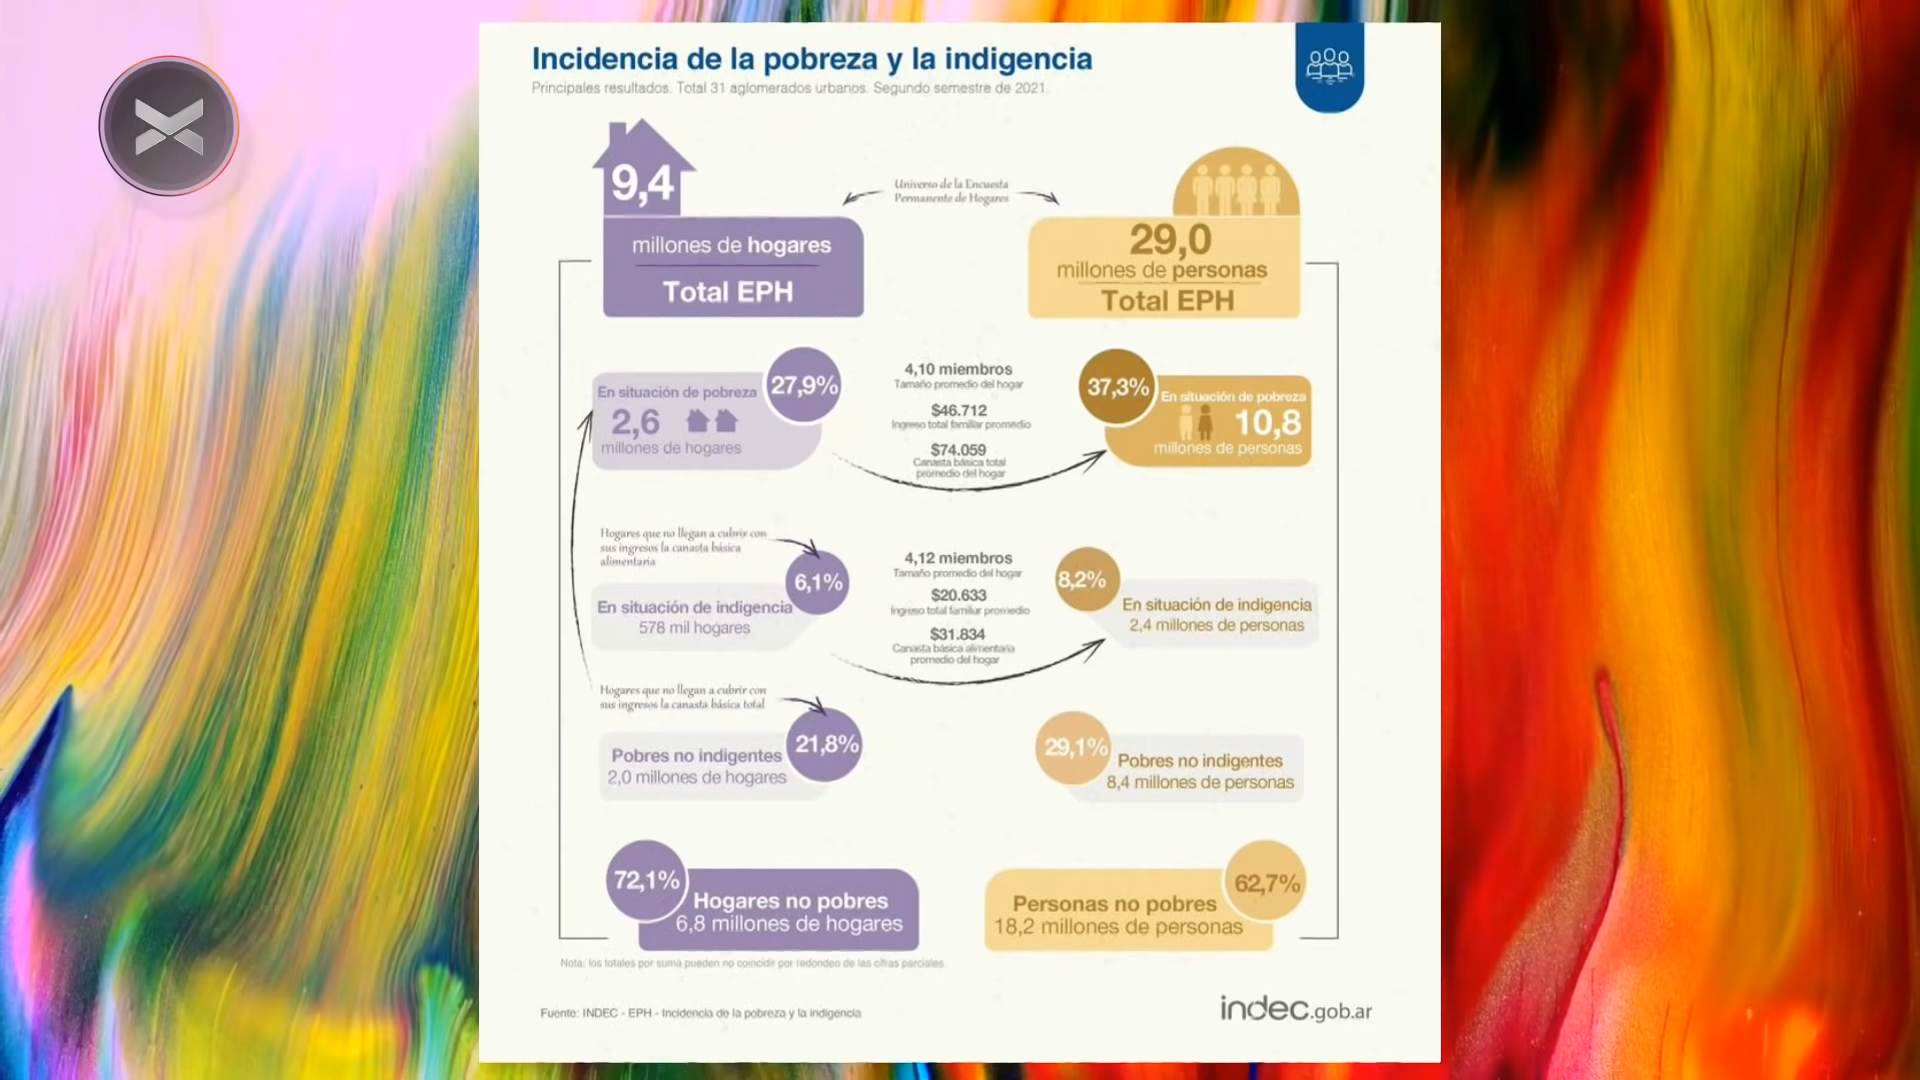 Incidencia de la pobreza y la indigencia
Principales resultados. Total 31 aglomerados urbanos. Segundo semestre de 2021.
9,4
millones de hogares
Total EPH
Universo de la Encuesta
Permanente de Hogares
29,0
millones de personas
Total EPH
En situación de pobreza
27,9%
2,6
millones de hogares
4,10 miembros
Tamaño promedio del hogar
$46.712
Ingreso total familiar promedio
$74.059
Canasta básica total
promedio del hogar
37,3%
En situación de pobreza
10,8
millones de personas
Hogares que no llegan a cubrir con
sus ingresos la canasta básica
alimentaria
6,1%
En situación de indigencia
578 mil hogares
4,12 miembros
Tamaño promedio del hogar
$20.633
Ingreso total familiar promedio
$31.834
Canasta básica alimentaria
promedio del hogar
8,2%
En situación de indigencia
2,4 millones de personas
Hogares que no llegan a cubrir con
sus ingresos la canasta básica total
21,8%
Pobres no indigentes
2,0 millones de hogares
29,1%
Pobres no indigentes
8,4 millones de personas
72,1%
Hogares no pobres
6,8 millones de hogares
62,7%
Personas no pobres
18,2 millones de personas
Nota: los totales por suma pueden no coincidir por redondeo de las cifras parciales.
Fuente: INDEC - EPH - Incidencia de la pobreza y la indigencia
indec.gob.ar